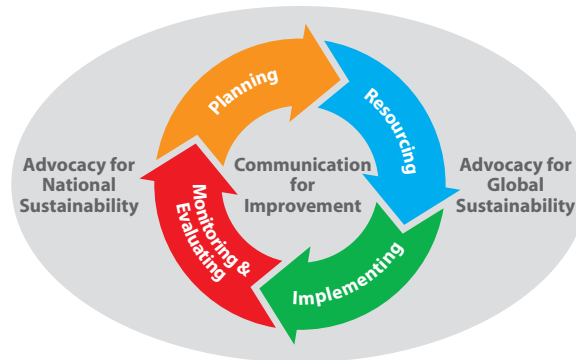 Planning
Resourcing
Advocacy for
National
Sustainability
Communication
for
Improvement
Advocacy for
Global
Sustainability
Monitoring &
Evaluating
Implementing